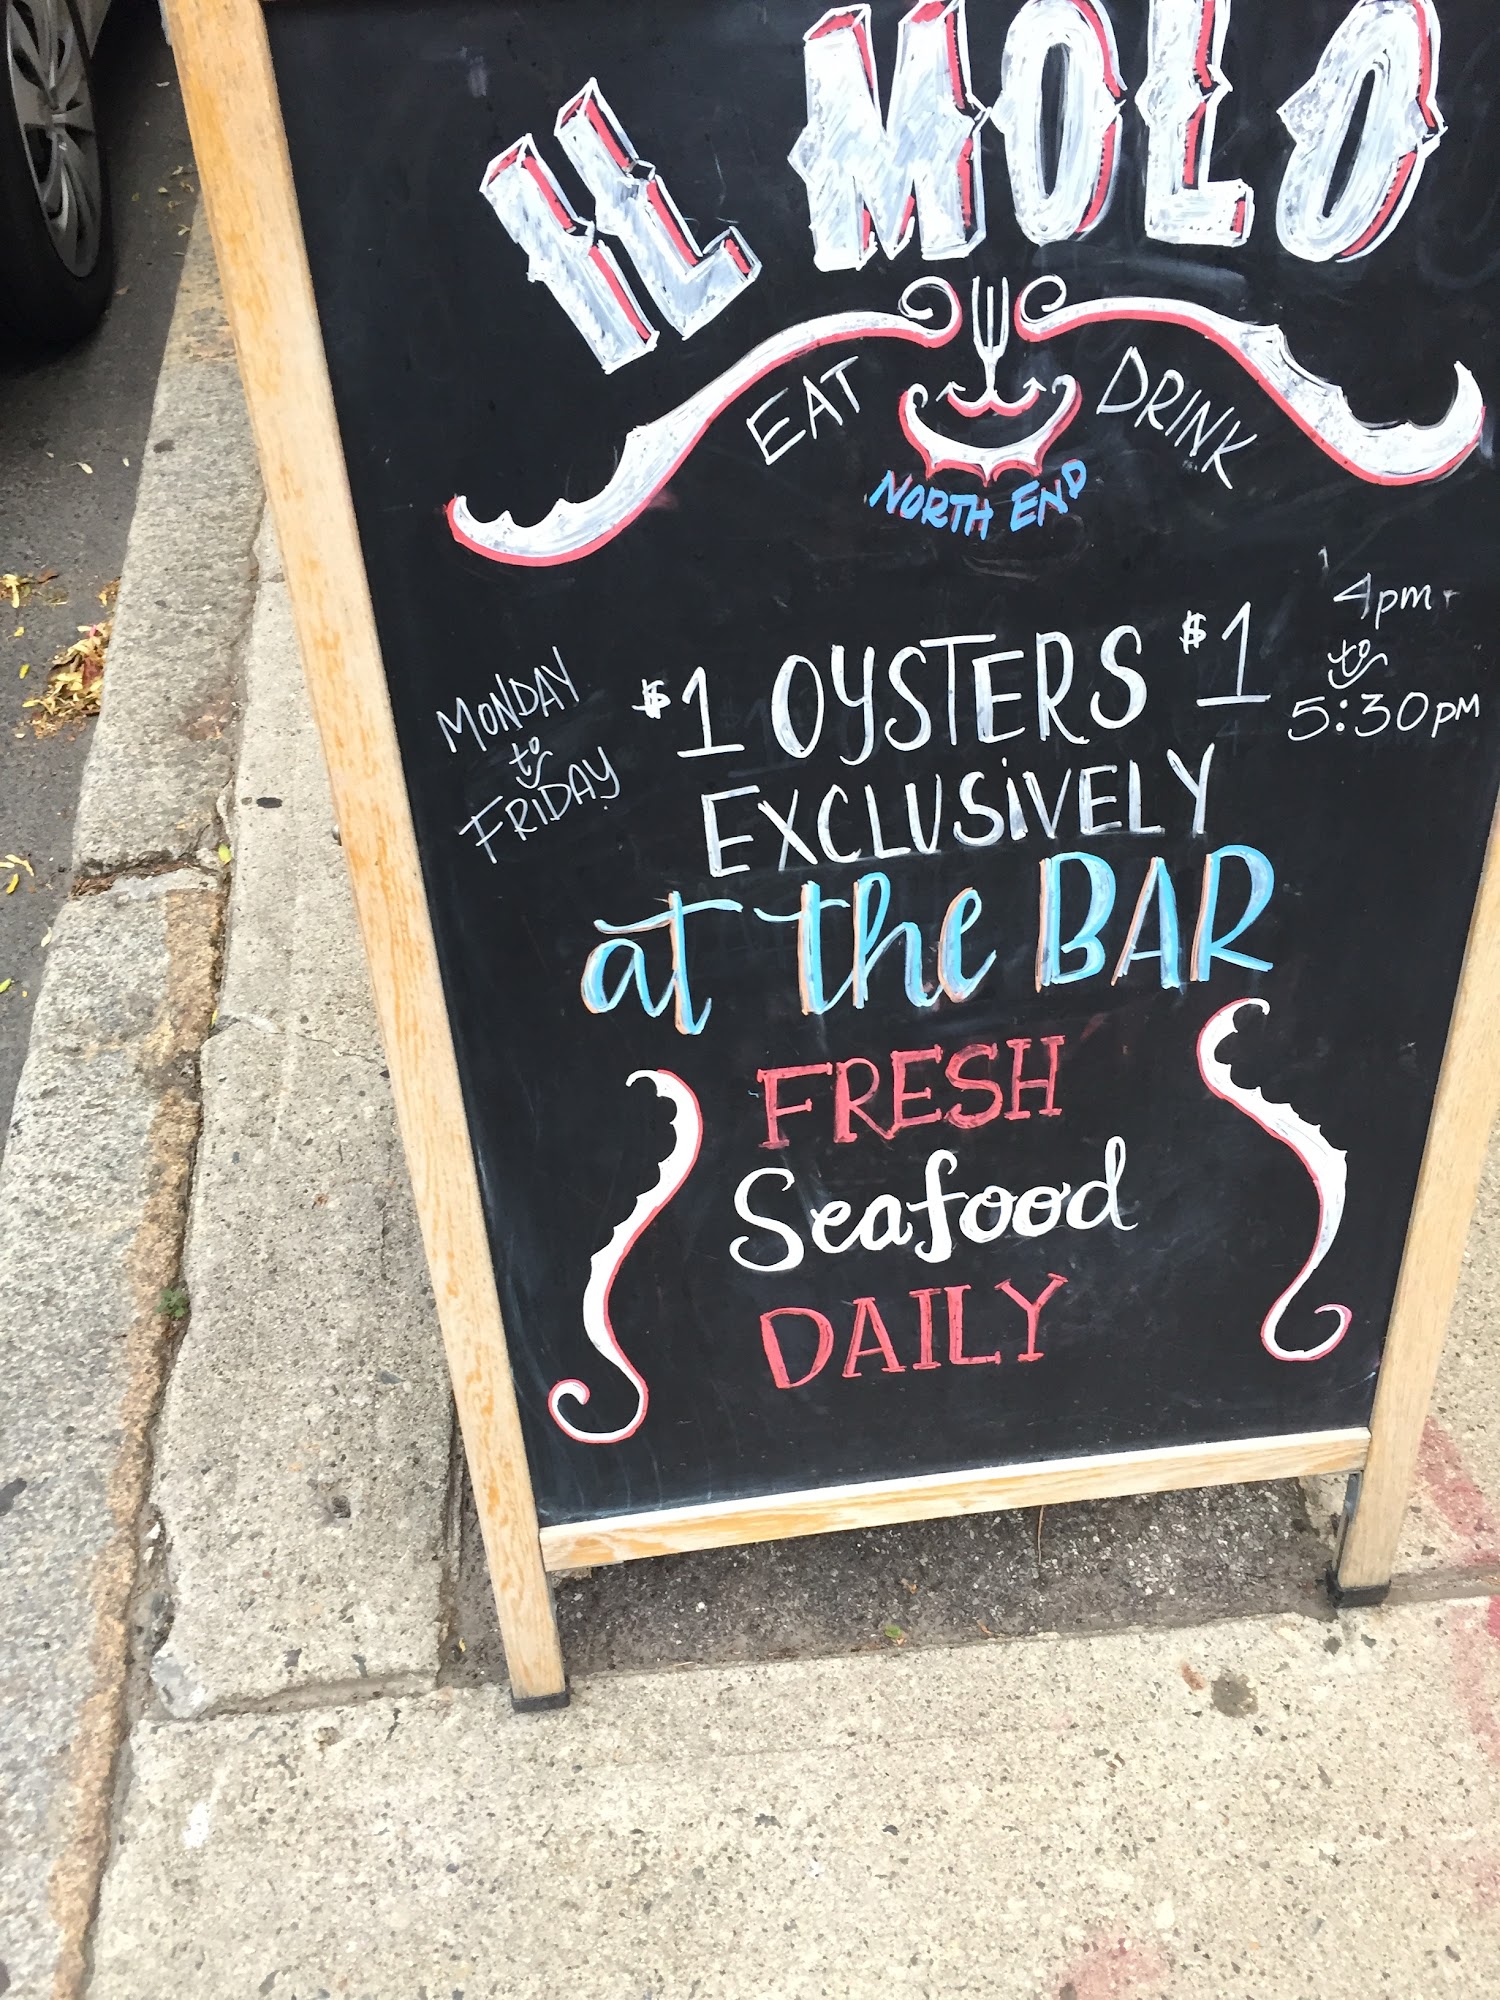 IL MOLO
EAT DRINK
NORTH END
MONDAY
to
FRIDAY
$1 OYSTERS $1
4pm
to
5:30pm
EXCLUSiVELY
at the BAR
FRESH
Seafood
DAILY